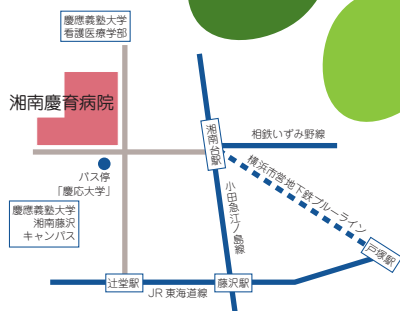 慶應義塾大学
看護医療学部
湘南慶育病院
湘南台駅
相鉄いずみ野線
横浜市営地下鉄ブルーライン
バス停
「慶応大学」
小田急江ノ島線
慶應義塾大学
湘南藤沢
キャンパス
戸塚駅
辻堂駅
藤沢駅
JR 東海道線